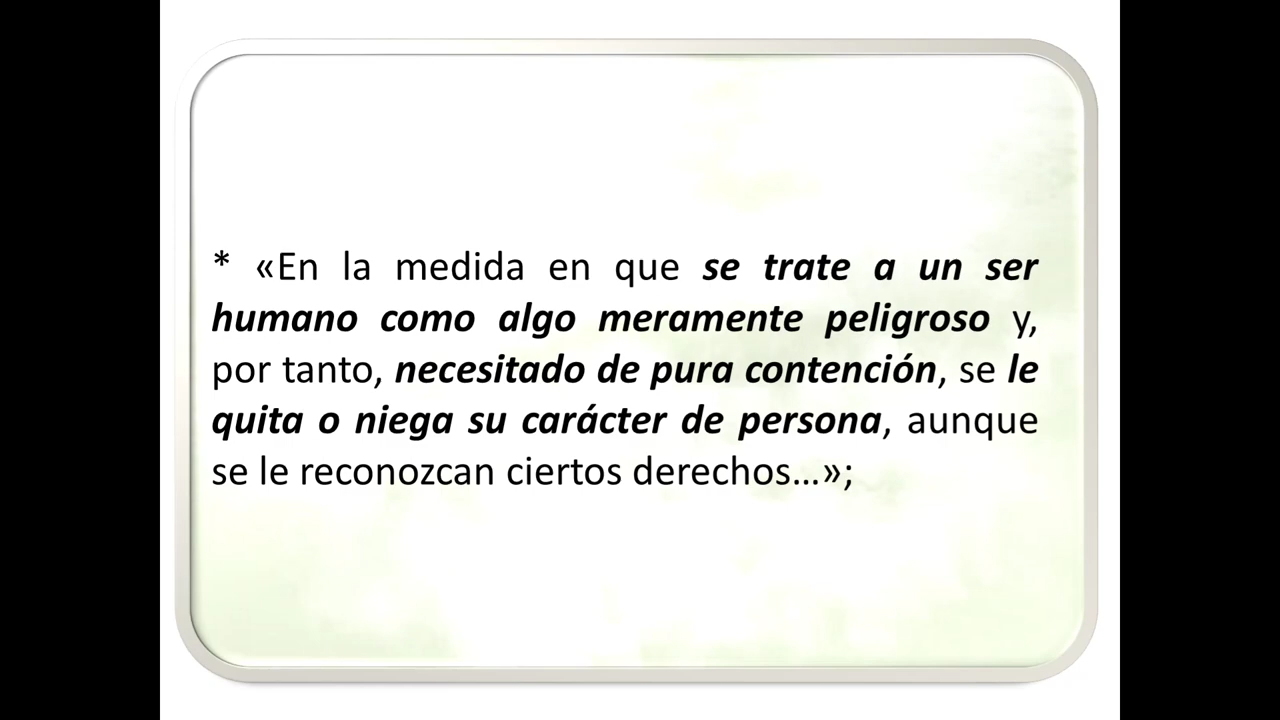 * «En la medida en que se trate a un ser
humano como algo meramente peligroso y,
por tanto, necesitado de pura contención, se le
quita o niega su carácter de persona, aunque
se le reconozcan ciertos derechos…»;